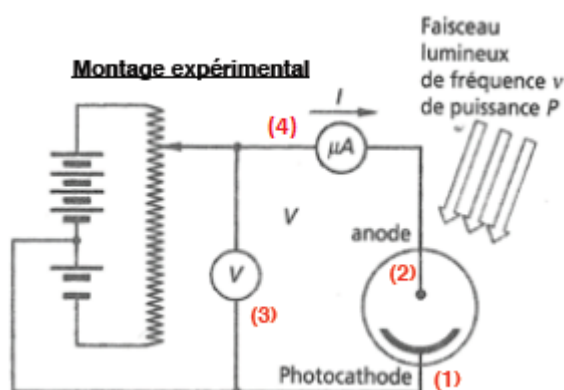 Montage expérimental
Faisceau
lumineux
de fréquence ν
de puissance P
I
(4)
μA
V
anode
V
(2)
(3)
Photocathode
(1)